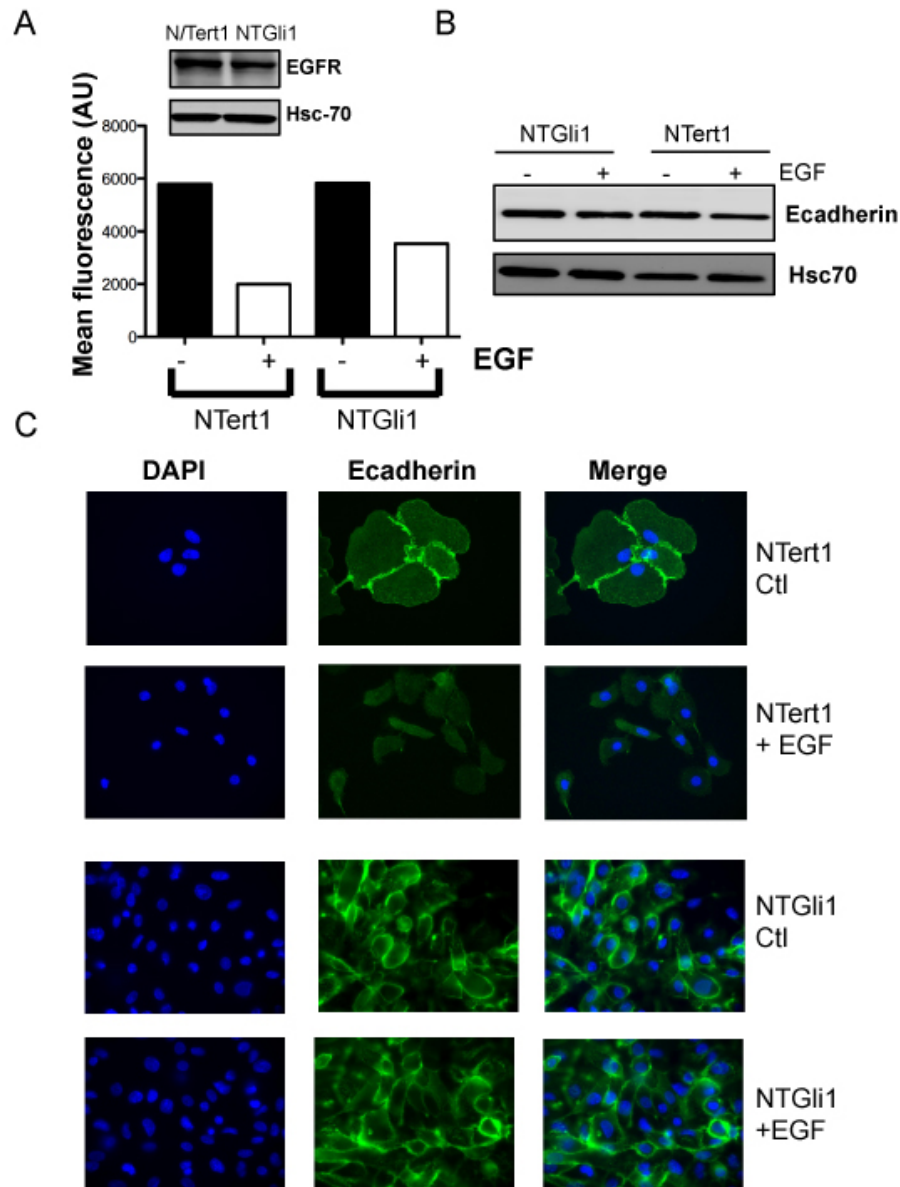 A
N/Tert1 NTGli1
EGFR
Hsc-70
Mean fluorescence (AU)
8000
6000
4000
2000
0
- + - + EGF
NTert1 NTGli1
B
NTGli1 NTert1
- + - + EGF
Ecadherin
Hsc70
C
DAPI Ecadherin Merge
NTert1
Ctl
NTert1
+ EGF
NTGli1
Ctl
NTGli1
+EGF